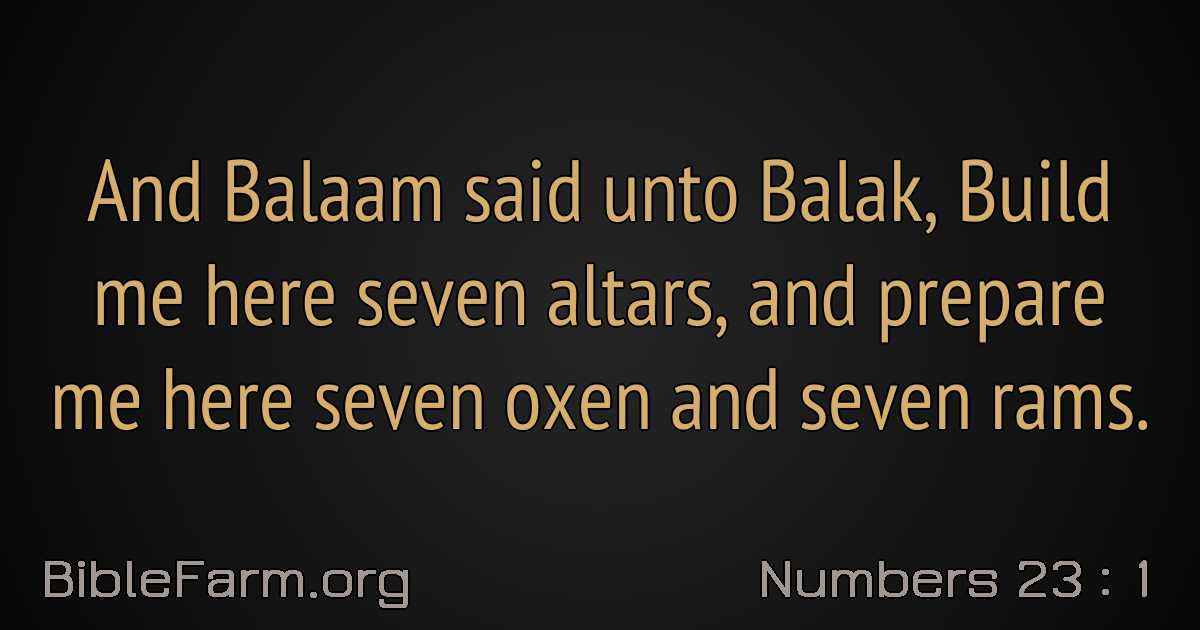 And Balaam said unto Balak, Build
me here seven altars, and prepare
me here seven oxen and seven rams.
BibleFarm.org
Numbers 23 : 1